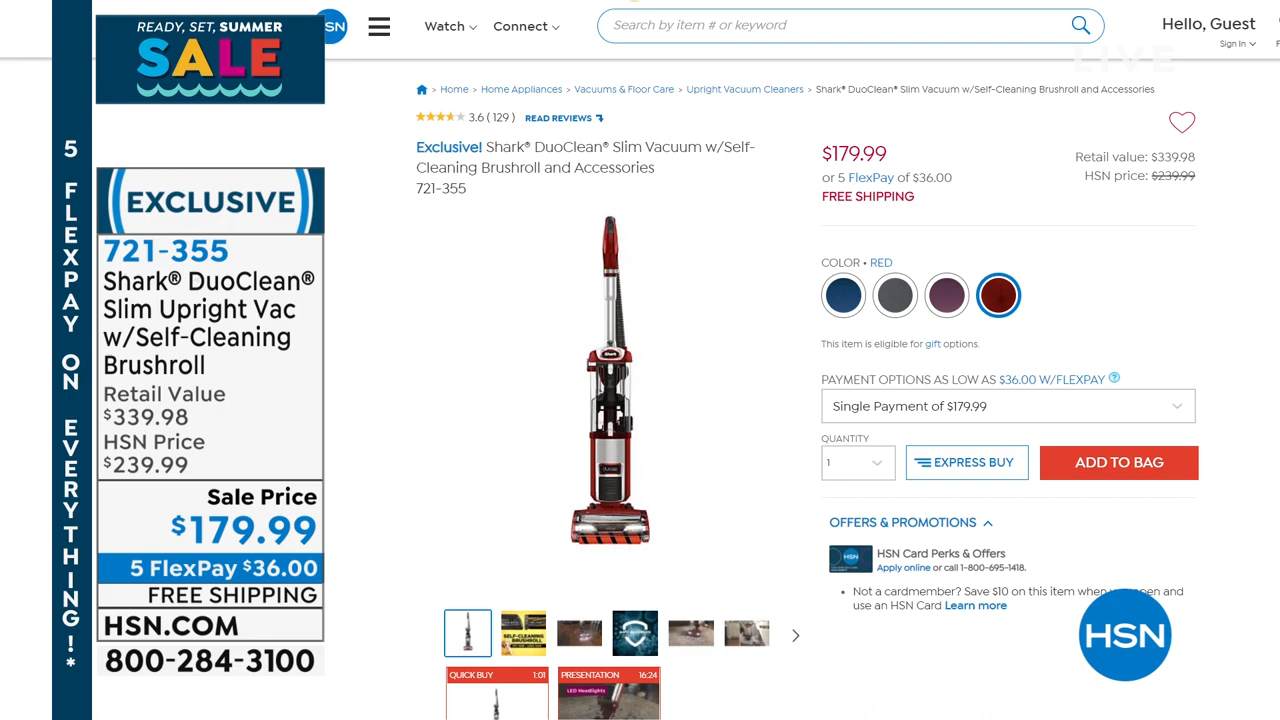 READY, SET, SUMMER
SALE
5 FLEXPAY ON EVERYTHING!*
EXCLUSIVE
721-355
Shark® DuoClean®
Slim Upright Vac
w/Self-Cleaning
Brushroll
Retail Value
$339.98
HSN Price
$239.99
Sale Price
$179.99
5 FlexPay $36.00
FREE SHIPPING
HSN.COM
800-284-3100
SN
Watch
Connect
Search by item # or keyword
Hello, Guest
Sign In
F
LIVE
> Home > Home Appliances > Vacuums & Floor Care > Upright Vacuum Cleaners > Shark® DuoClean® Slim Vacuum w/Self-Cleaning Brushroll and Accessories
3.6 ( 129 ) READ REVIEWS
Exclusive! Shark® DuoClean® Slim Vacuum w/Self-
Cleaning Brushroll and Accessories
721-355
Shark
SELF-CLEANING
BRUSHROLL
QUICK BUY 1:01
PRESENTATION 16:24
LED Headlights
$179.99
or 5 FlexPay of $36.00
FREE SHIPPING
Retail value: $339.98
HSN price: $239.99
COLOR • RED
This item is eligible for gift options.
PAYMENT OPTIONS AS LOW AS $36.00 W/FLEXPAY ?
Single Payment of $179.99
QUANTITY
1
EXPRESS BUY
ADD TO BAG
OFFERS & PROMOTIONS
HSN
HSN Card Perks & Offers
Apply online or call 1-800-695-1418.
• Not a cardmember? Save $10 on this item when you open and
use an HSN Card Learn more
HSN